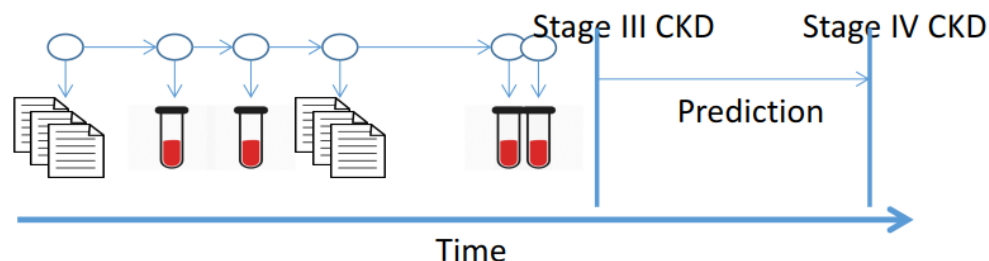 Stage III CKD
Stage IV CKD
Prediction
Time